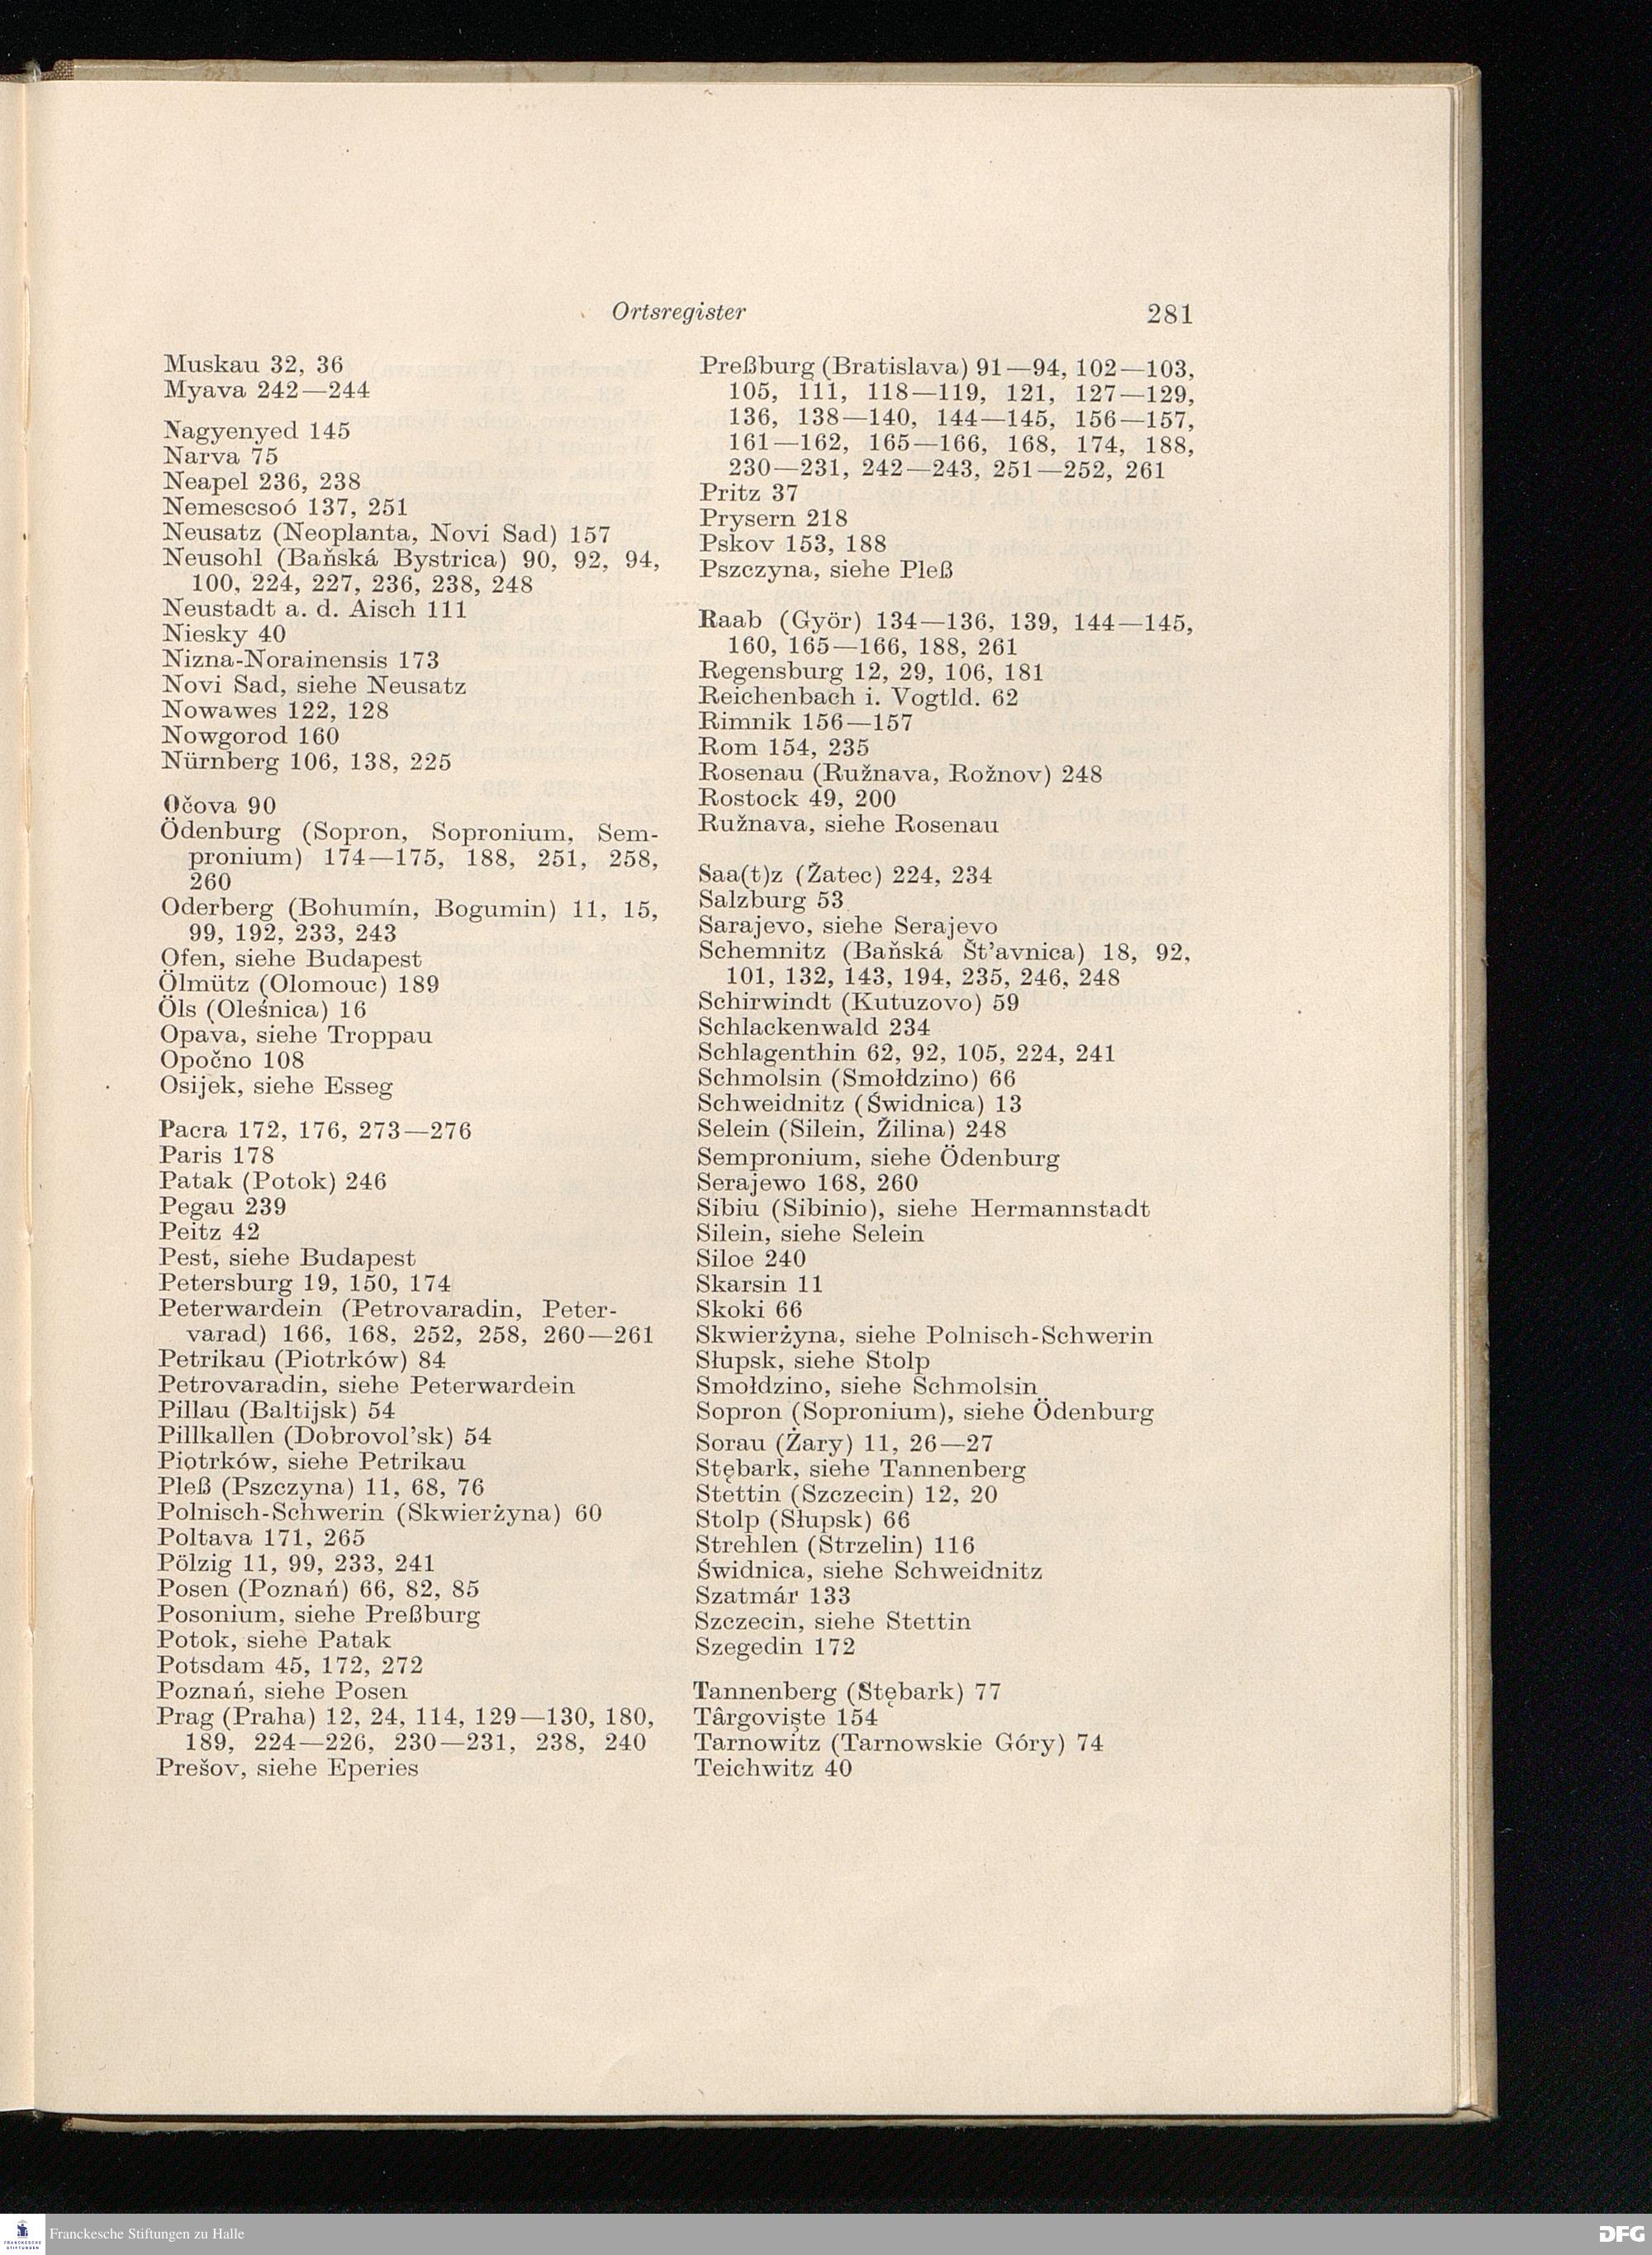 Ortsregister 281
Muskau 32, 36
Myava 242—244
Nagyenyed 145
Narva 75
Neapel 236, 238
Nemescsoó 137, 251
Neusatz (Neoplanta, Novi Sad) 157
Neusohl (Baňská Bystrica) 90, 92, 94,
100, 224, 227, 236, 238, 248
Neustadt a. d. Aisch 111
Niesky 40
Nizna-Norainensis 173
Novi Sad, siehe Neusatz
Nowawes 122, 128
Nowgorod 160
Nürnberg 106, 138, 225
Očova 90
Ödenburg (Sopron, Sopronium, Sem-
pronium) 174—175, 188, 251, 258,
260
Oderberg (Bohumín, Bogumin) 11, 15,
99, 192, 233, 243
Ofen, siehe Budapest
Ölmütz (Olomouc) 189
Öls (Oleśnica) 16
Opava, siehe Troppau
Opočno 108
Osijek, siehe Esseg
Pacra 172, 176, 273—276
Paris 178
Patak (Potok) 246
Pegau 239
Peitz 42
Pest, siehe Budapest
Petersburg 19, 150, 174
Peterwardein (Petrovaradin, Peter-
varad) 166, 168, 252, 258, 260—261
Petrikau (Piotrków) 84
Petrovaradin, siehe Peterwardein
Pillau (Baltijsk) 54
Pillkallen (Dobrovol'sk) 54
Piotrków, siehe Petrikau
Pleß (Pszczyna) 11, 68, 76
Polnisch-Schwerin (Skwierżyna) 60
Poltava 171, 265
Pölzig 11, 99, 233, 241
Posen (Poznań) 66, 82, 85
Posonium, siehe Preßburg
Potok, siehe Patak
Potsdam 45, 172, 272
Poznań, siehe Posen
Prag (Praha) 12, 24, 114, 129—130, 180,
189, 224—226, 230—231, 238, 240
Prešov, siehe Eperies
Preßburg (Bratislava) 91—94, 102—103,
105, 111, 118—119, 121, 127—129,
136, 138—140, 144—145, 156—157,
161—162, 165—166, 168, 174, 188,
230—231, 242—243, 251—252, 261
Pritz 37
Prysern 218
Pskov 153, 188
Pszczyna, siehe Pleß
Raab (Györ) 134—136, 139, 144—145,
160, 165—166, 188, 261
Regensburg 12, 29, 106, 181
Reichenbach i. Vogtld. 62
Rimnik 156—157
Rom 154, 235
Rosenau (Ružnava, Rožnov) 248
Rostock 49, 200
Ružnava, siehe Rosenau
Saa(t)z (Žatec) 224, 234
Salzburg 53
Sarajevo, siehe Serajevo
Schemnitz (Baňská Št'avnica) 18, 92,
101, 132, 143, 194, 235, 246, 248
Schirwindt (Kutuzovo) 59
Schlackenwald 234
Schlagenthin 62, 92, 105, 224, 241
Schmolsin (Smołdzino) 66
Schweidnitz (Świdnica) 13
Selein (Silein, Žilina) 248
Sempronium, siehe Ödenburg
Serajewo 168, 260
Sibiu (Sibinio), siehe Hermannstadt
Silein, siehe Selein
Siloe 240
Skarsin 11
Skoki 66
Skwierżyna, siehe Polnisch-Schwerin
Słupsk, siehe Stolp
Smołdzino, siehe Schmolsin
Sopron (Sopronium), siehe Ödenburg
Sorau (Żary) 11, 26—27
Stębark, siehe Tannenberg
Stettin (Szczecin) 12, 20
Stolp (Słupsk) 66
Strehlen (Strzelin) 116
Świdnica, siehe Schweidnitz
Szatmár 133
Szczecin, siehe Stettin
Szegedin 172
Tannenberg (Stębark) 77
Târgoviște 154
Tarnowitz (Tarnowskie Góry) 74
Teichwitz 40
FRANCKESCHE
STIFTUNGEN
Franckesche Stiftungen zu Halle
DFG